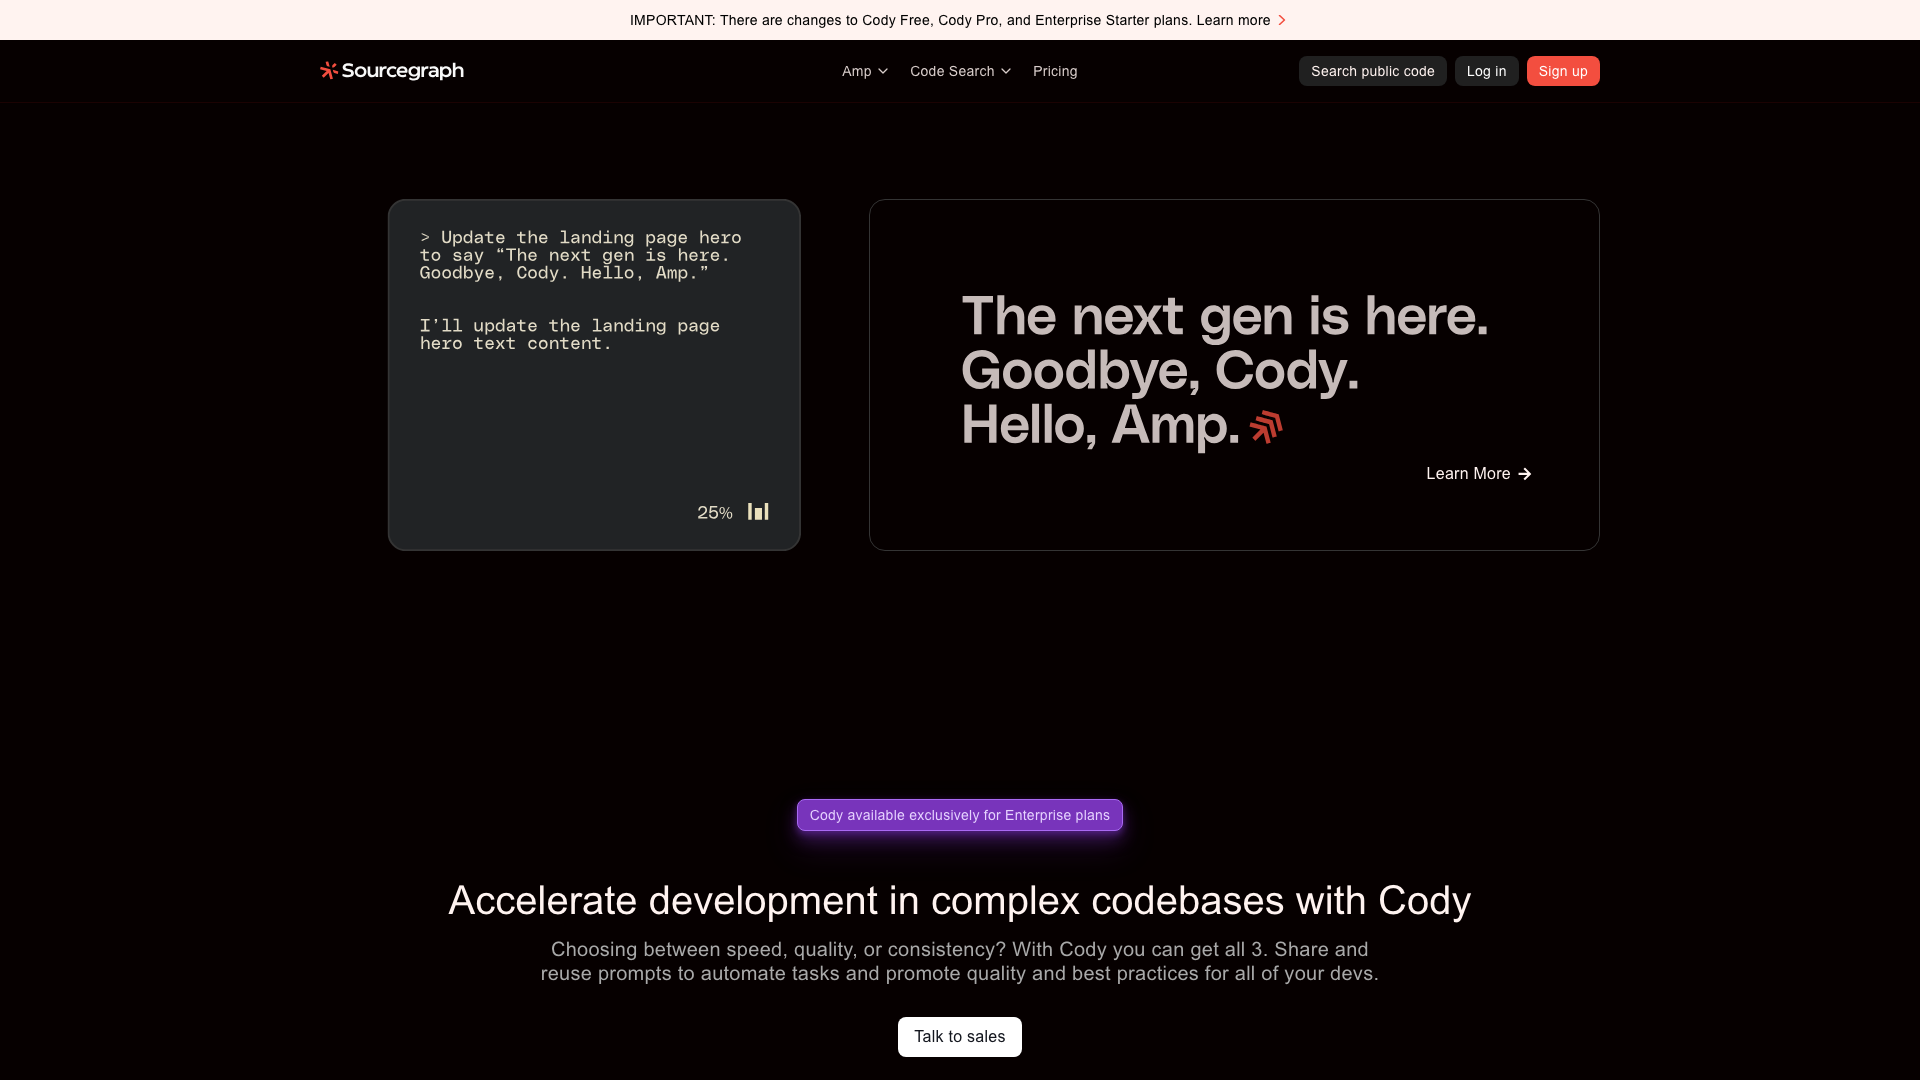 IMPORTANT: There are changes to Cody Free, Cody Pro, and Enterprise Starter plans. Learn more
Sourcegraph
Amp
Code Search
Pricing
Search public code
Log in
Sign up
> Update the landing page hero
to say “The next gen is here.
Goodbye, Cody. Hello, Amp.”
I’ll update the landing page
hero text content.
25%
The next gen is here.
Goodbye, Cody.
Hello, Amp.
Learn More
Cody available exclusively for Enterprise plans
Accelerate development in complex codebases with Cody
Choosing between speed, quality, or consistency? With Cody you can get all 3. Share and
reuse prompts to automate tasks and promote quality and best practices for all of your devs.
Talk to sales